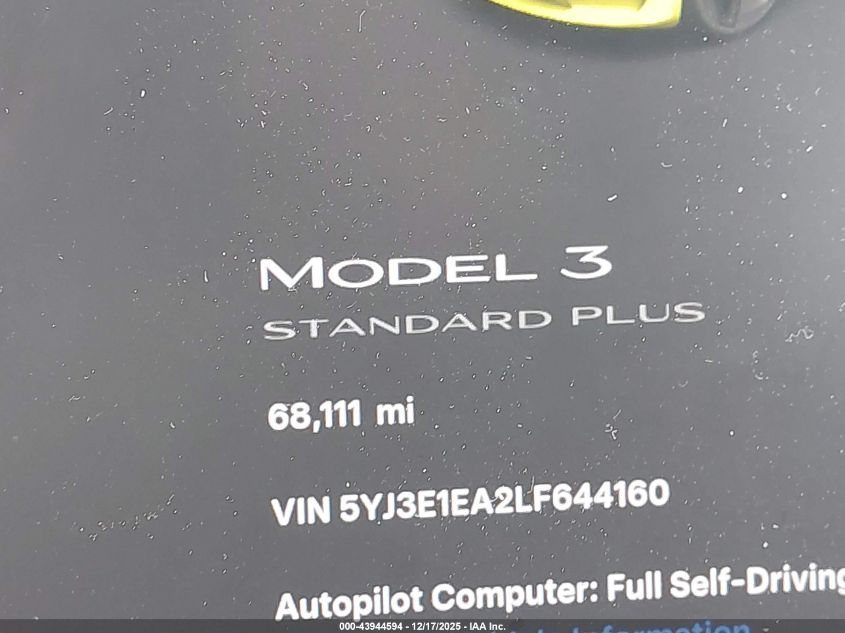 MODEL 3
STANDARD PLUS
68,111 mi
VIN 5YJ3E1EA2LF644160
Autopilot Computer: Full Self-Driving
Information
000-43944594 - 12/17/2025 - IAA Inc.